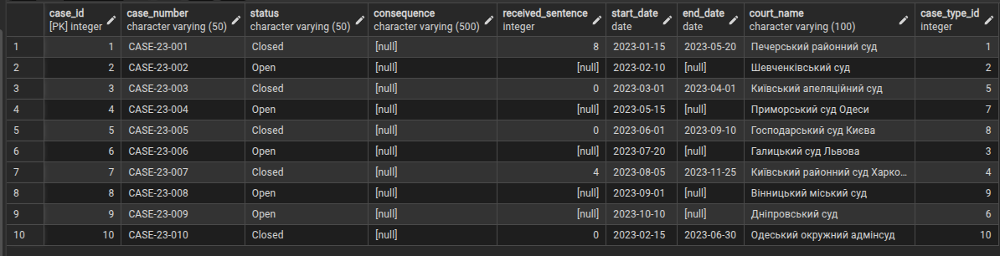 case_id case_number status consequence received_sentence start_date end_date court_name case_type_id
[PK] integer character varying (50) character varying (50) character varying (500) integer date date character varying (100) integer
1 1 CASE-23-001 Closed [null] 8 2023-01-15 2023-05-20 Печерський районний суд 1
2 2 CASE-23-002 Open [null] [null] 2023-02-10 [null] Шевченківський суд 2
3 3 CASE-23-003 Closed [null] 0 2023-03-01 2023-04-01 Київський апеляційний суд 5
4 4 CASE-23-004 Open [null] [null] 2023-05-15 [null] Приморський суд Одеси 7
5 5 CASE-23-005 Closed [null] 0 2023-06-01 2023-09-10 Господарський суд Києва 8
6 6 CASE-23-006 Open [null] [null] 2023-07-20 [null] Галицький суд Львова 3
7 7 CASE-23-007 Closed [null] 4 2023-08-05 2023-11-25 Київський районний суд Харко... 4
8 8 CASE-23-008 Open [null] [null] 2023-09-01 [null] Вінницький міський суд 9
9 9 CASE-23-009 Open [null] [null] 2023-10-10 [null] Дніпровський суд 6
10 10 CASE-23-010 Closed [null] 0 2023-02-15 2023-06-30 Одеський окружний адмінсуд 10